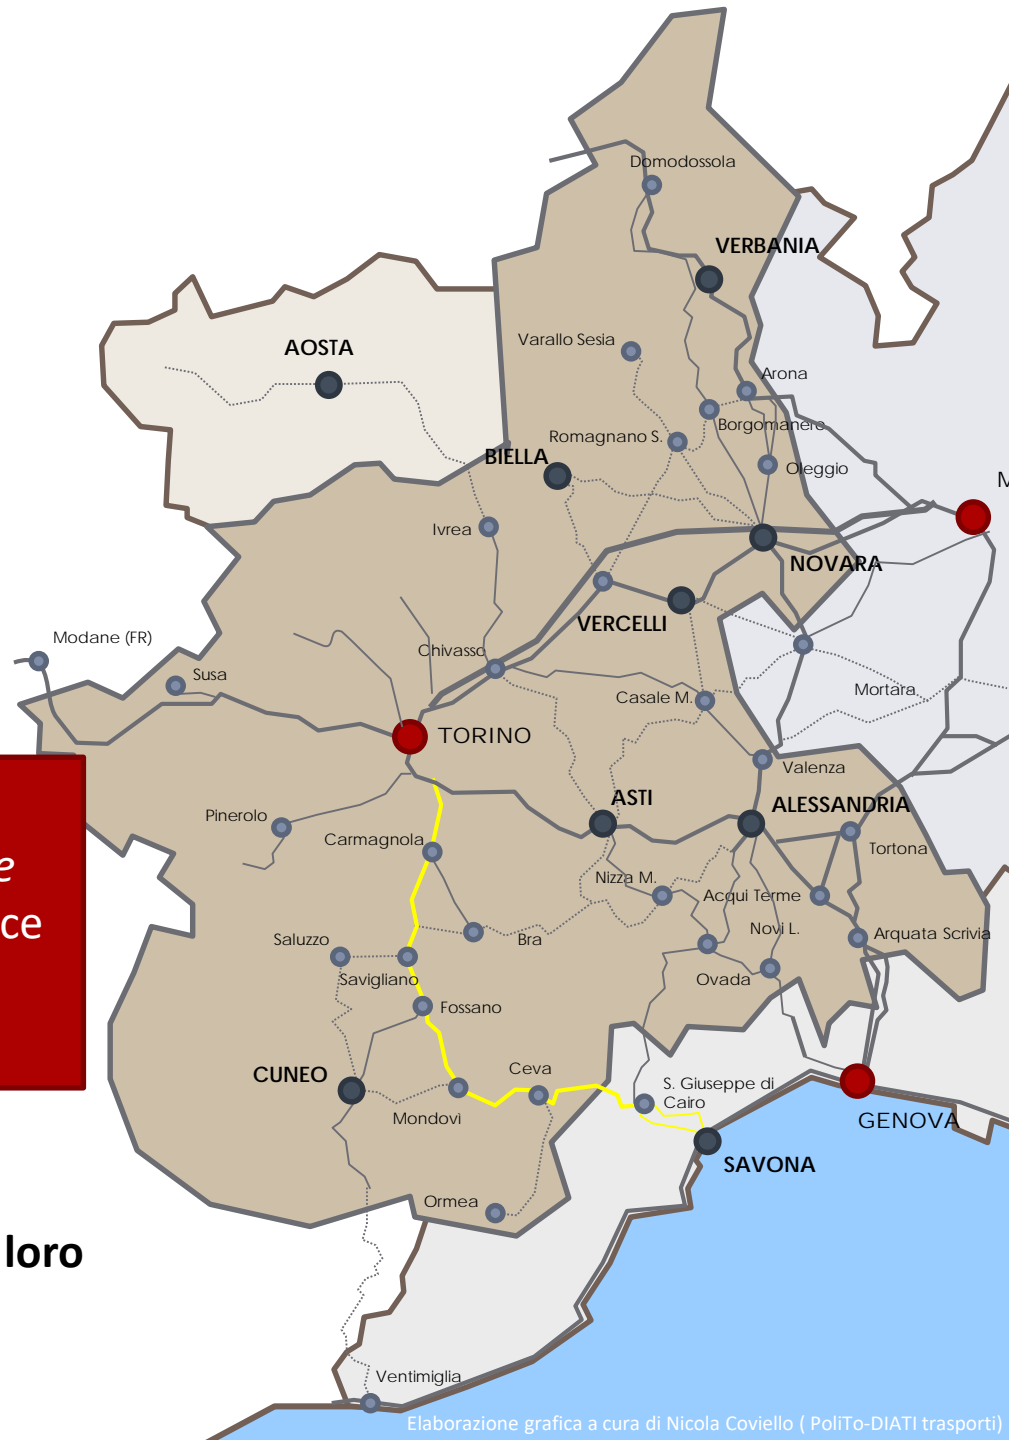 Domodossola
VERBANIA
Varallo Sesia
AOSTA
Arona
Borgomanero
Romagnano S.
BIELLA
Oleggio
M
Ivrea
NOVARA
VERCELLI
Modane (FR)
Chivasso
Susa
Casale M.
Mortara
TORINO
Valenza
ASTI
ALESSANDRIA
Pinerolo
Carmagnola
Tortona
e
Nizza M.
Acqui Terme
ce
Novi L.
Arquata Scrivia
Saluzzo
Bra
Savigliano
Ovada
Fossano
CUNEO
Ceva
S. Giuseppe di
Cairo
Mondovì
GENOVA
SAVONA
Ormea
loro
Ventimiglia
Elaborazione grafica a cura di Nicola Coviello ( PoliTo-DIATI trasporti)